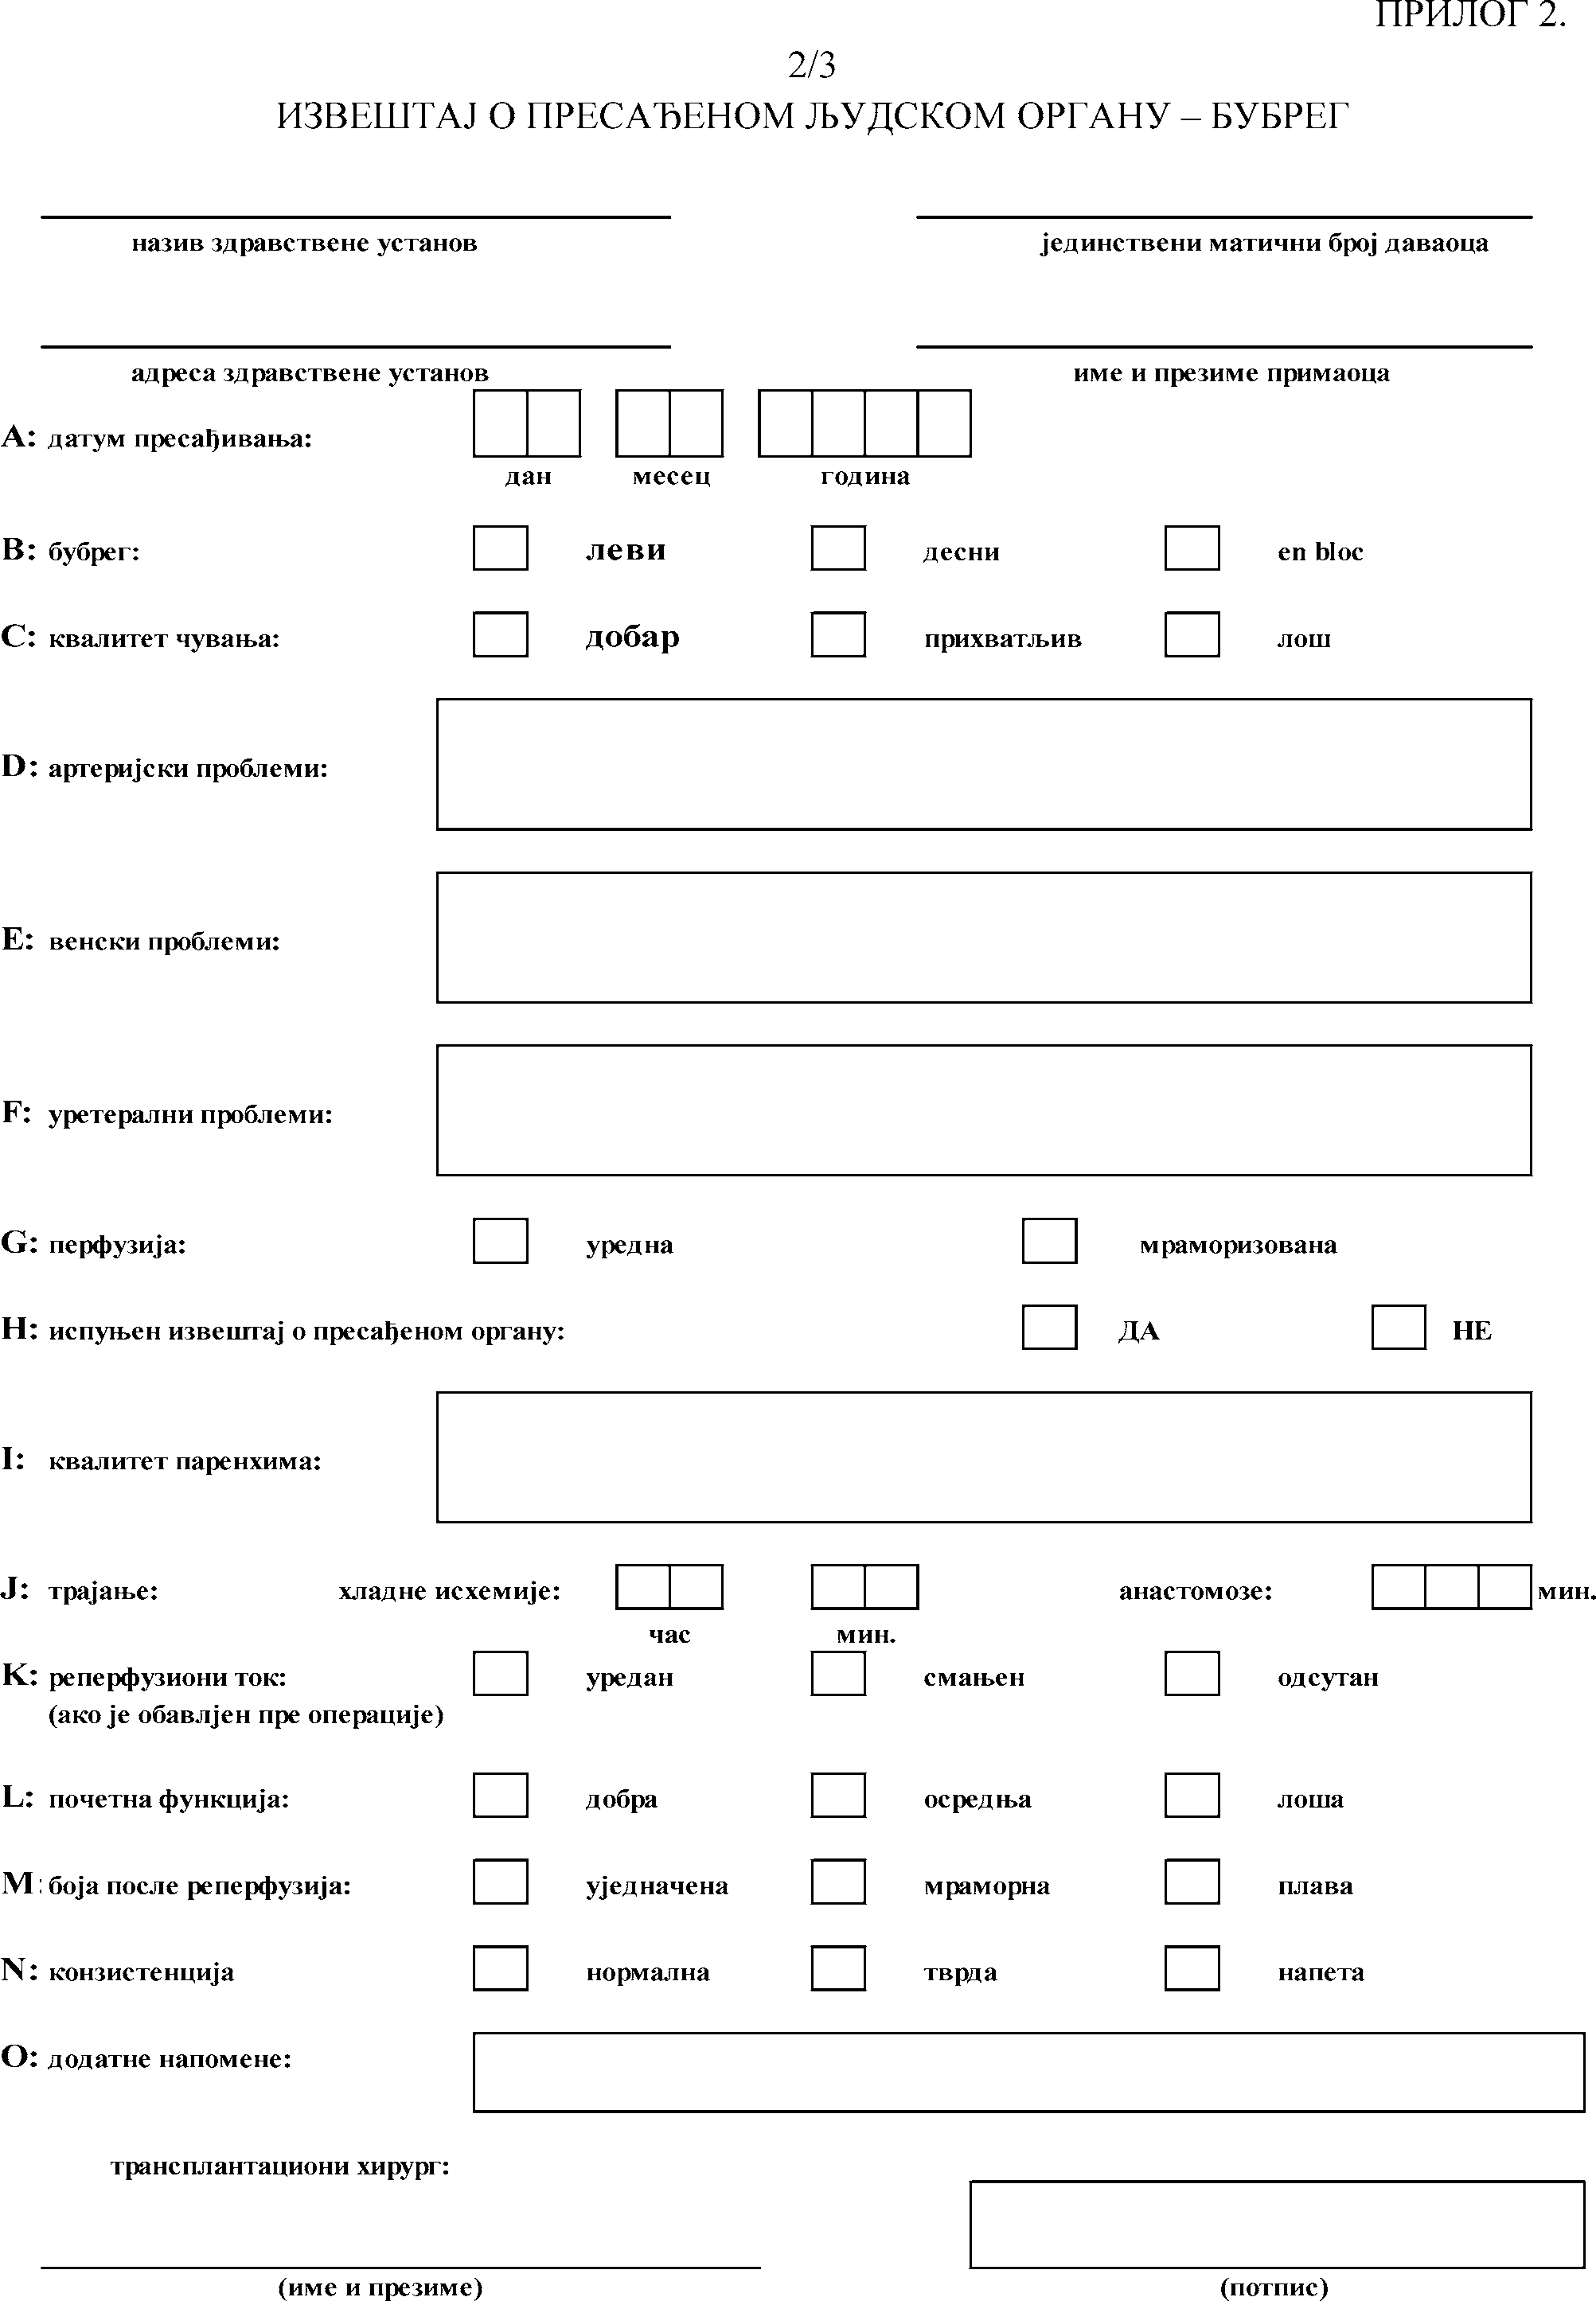 ПРИЛОГ 2.
2/3
ИЗВЕШТАЈ О ПРЕСАЂЕНОМ ЉУДСКОМ ОРГАНУ – БУБРЕГ
назив здравствене установ јединствени матични број даваоца
адреса здравствене установ име и презиме примаоца
A: датум пресађивања:
дан месец година
B: бубрег: леви десни en bloc
C: квалитет чувања: добар прихватљив лош
D: артеријски проблеми:
E: венски проблеми:
F: уретерални проблеми:
G: перфузија: уредна мраморизована
H: испуњен извештај о пресађеном органу: ДА НЕ
I: квалитет паренхима:
J: трајање: хладне исхемије: анастомозе: мин.
час мин.
K: реперфузиони ток: уредан смањен одсутан
(ако је обављен пре операције)
L: почетна функција: добра осредња лоша
M: боја после реперфузија: уједначена мраморна плава
N: конзистенција нормална тврда напета
O: додатне напомене:
трансплантациони хирург:
(име и презиме) (потпис)